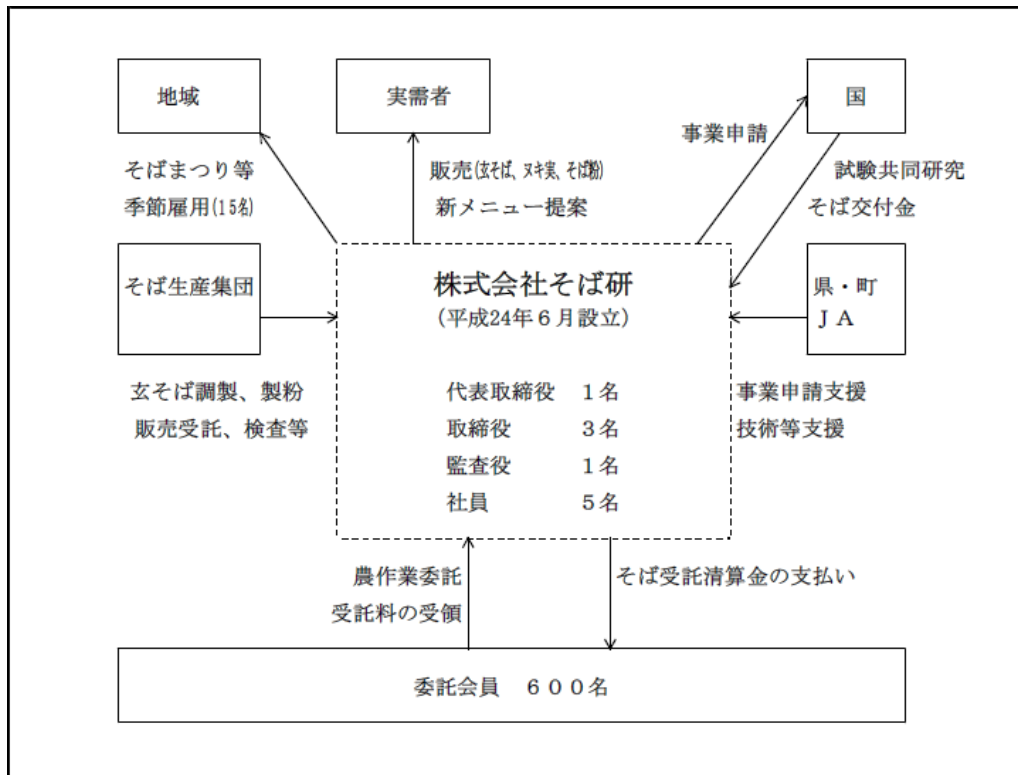 地域
実需者
国
事業申請
そばまつり等
季節雇用(15名)
販売(玄そば、ヌキ実、そば粉)
新メニュー提案
試験共同研究
そば交付金
そば生産集団
株式会社そば研
(平成24年6月設立)
県・町
JA
玄そば調製、製粉
販売受託、検査等
代表取締役 1名
取締役 3名
監査役 1名
社員 5名
事業申請支援
技術等支援
農作業委託
受託料の受領
そば受託清算金の支払い
委託会員 600名